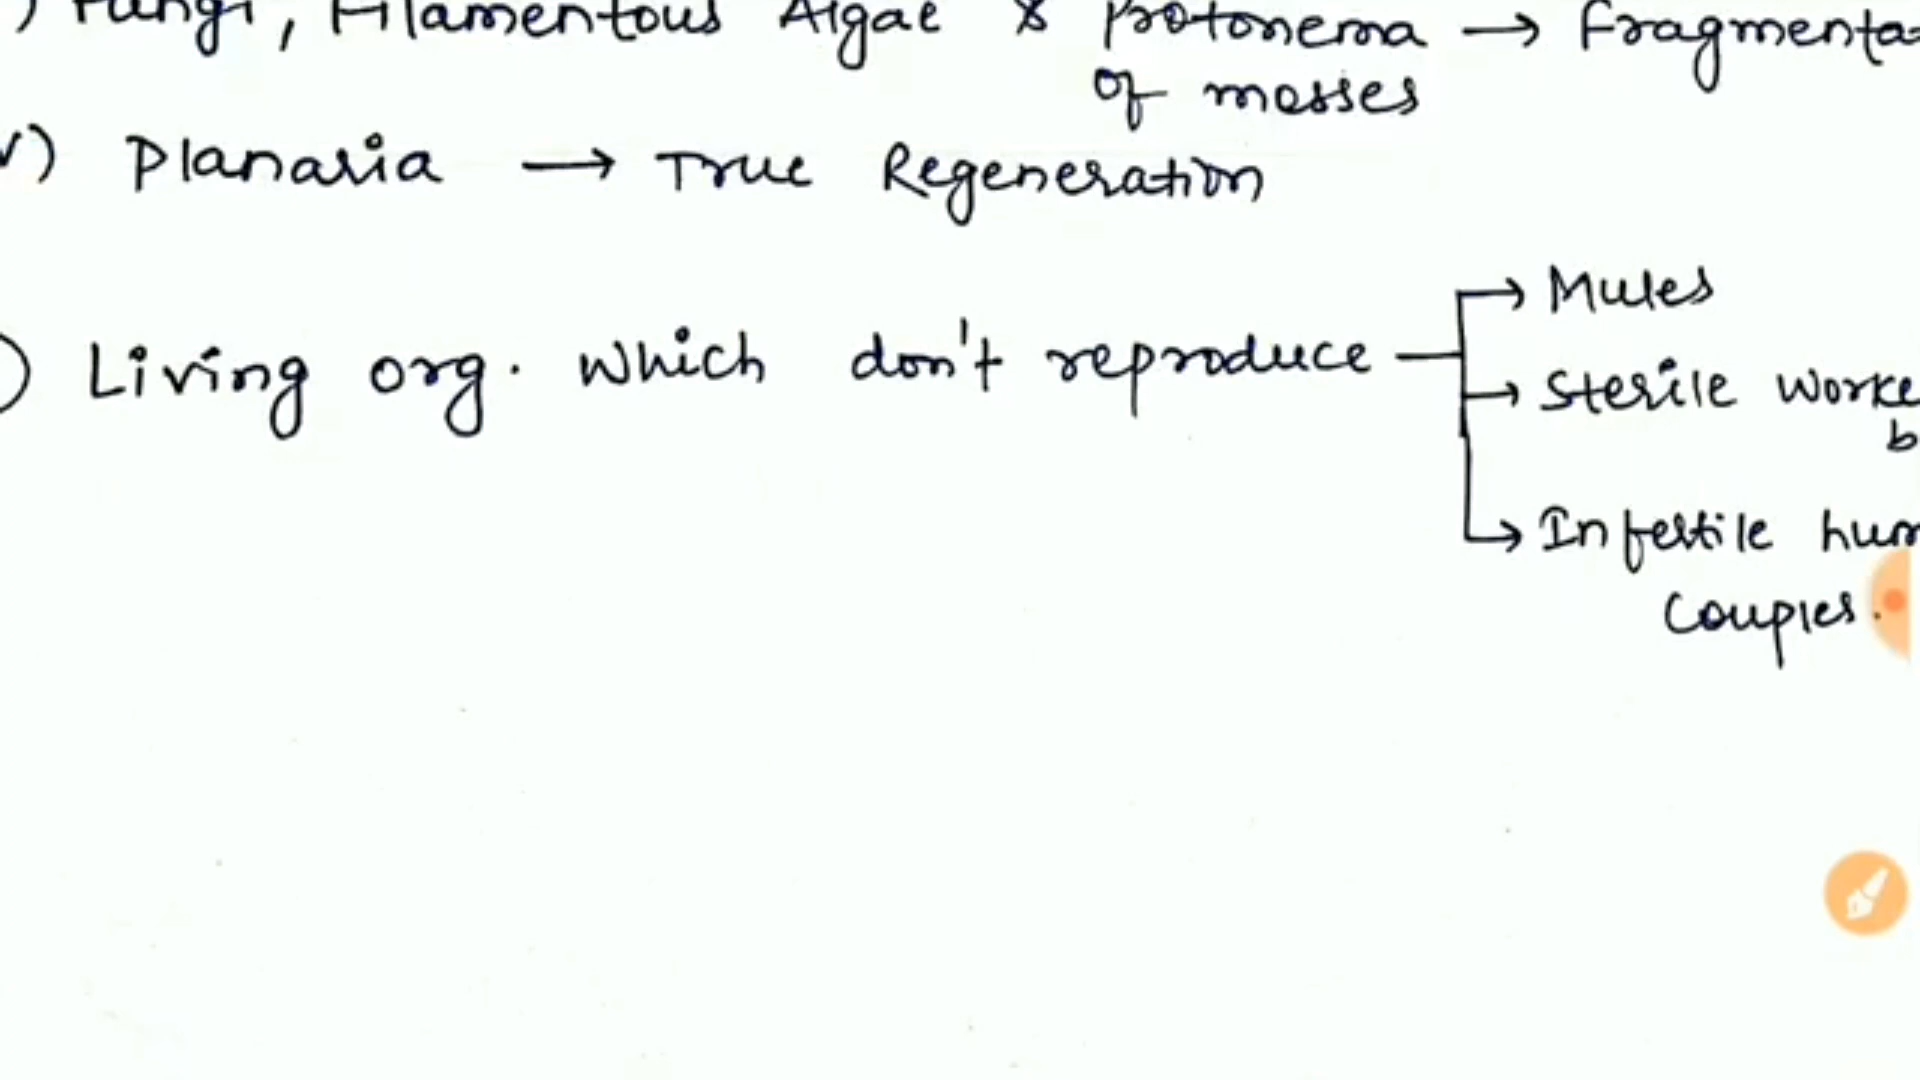 ) Fungi, Filamentous Algae & Protonema → Fragmenta
of mosses
v) Planaria → True Regeneration
) Living org. which don't reproduce → Mules
→ Sterile worke
b
→ Infertile hum
couples.